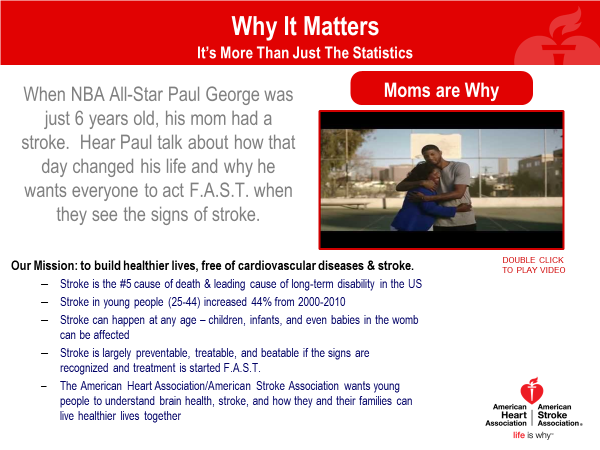 Why It Matters
It's More Than Just The Statistics
When NBA All-Star Paul George was
just 6 years old, his mom had a
stroke. Hear Paul talk about how that
day changed his life and why he
wants everyone to act F.A.S.T. when
they see the signs of stroke.
Moms are Why
DOUBLE CLICK
TO PLAY VIDEO
Our Mission: to build healthier lives, free of cardiovascular diseases & stroke.
– Stroke is the #5 cause of death & leading cause of long-term disability in the US
– Stroke in young people (25-44) increased 44% from 2000-2010
– Stroke can happen at any age – children, infants, and even babies in the womb
can be affected
– Stroke is largely preventable, treatable, and beatable if the signs are
recognized and treatment is started F.A.S.T.
– The American Heart Association/American Stroke Association wants young
people to understand brain health, stroke, and how they and their families can
live healthier lives together
American
Heart
Association
American
Stroke
Association®
life is why™